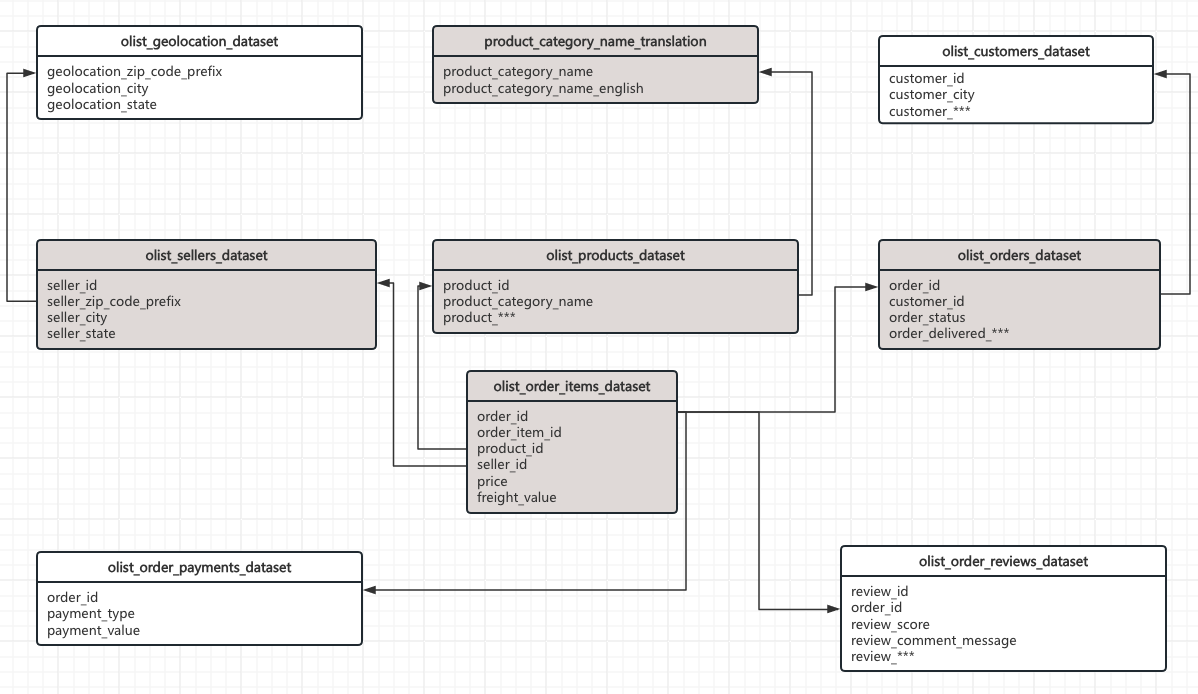 olist_geolocation_dataset
geolocation_zip_code_prefix
geolocation_city
geolocation_state
product_category_name_translation
product_category_name
product_category_name_english
olist_customers_dataset
customer_id
customer_city
customer_***
olist_sellers_dataset
seller_id
seller_zip_code_prefix
seller_city
seller_state
olist_products_dataset
product_id
product_category_name
product_***
olist_orders_dataset
order_id
customer_id
order_status
order_delivered_***
olist_order_items_dataset
order_id
order_item_id
product_id
seller_id
price
freight_value
olist_order_payments_dataset
order_id
payment_type
payment_value
olist_order_reviews_dataset
review_id
order_id
review_score
review_comment_message
review_***